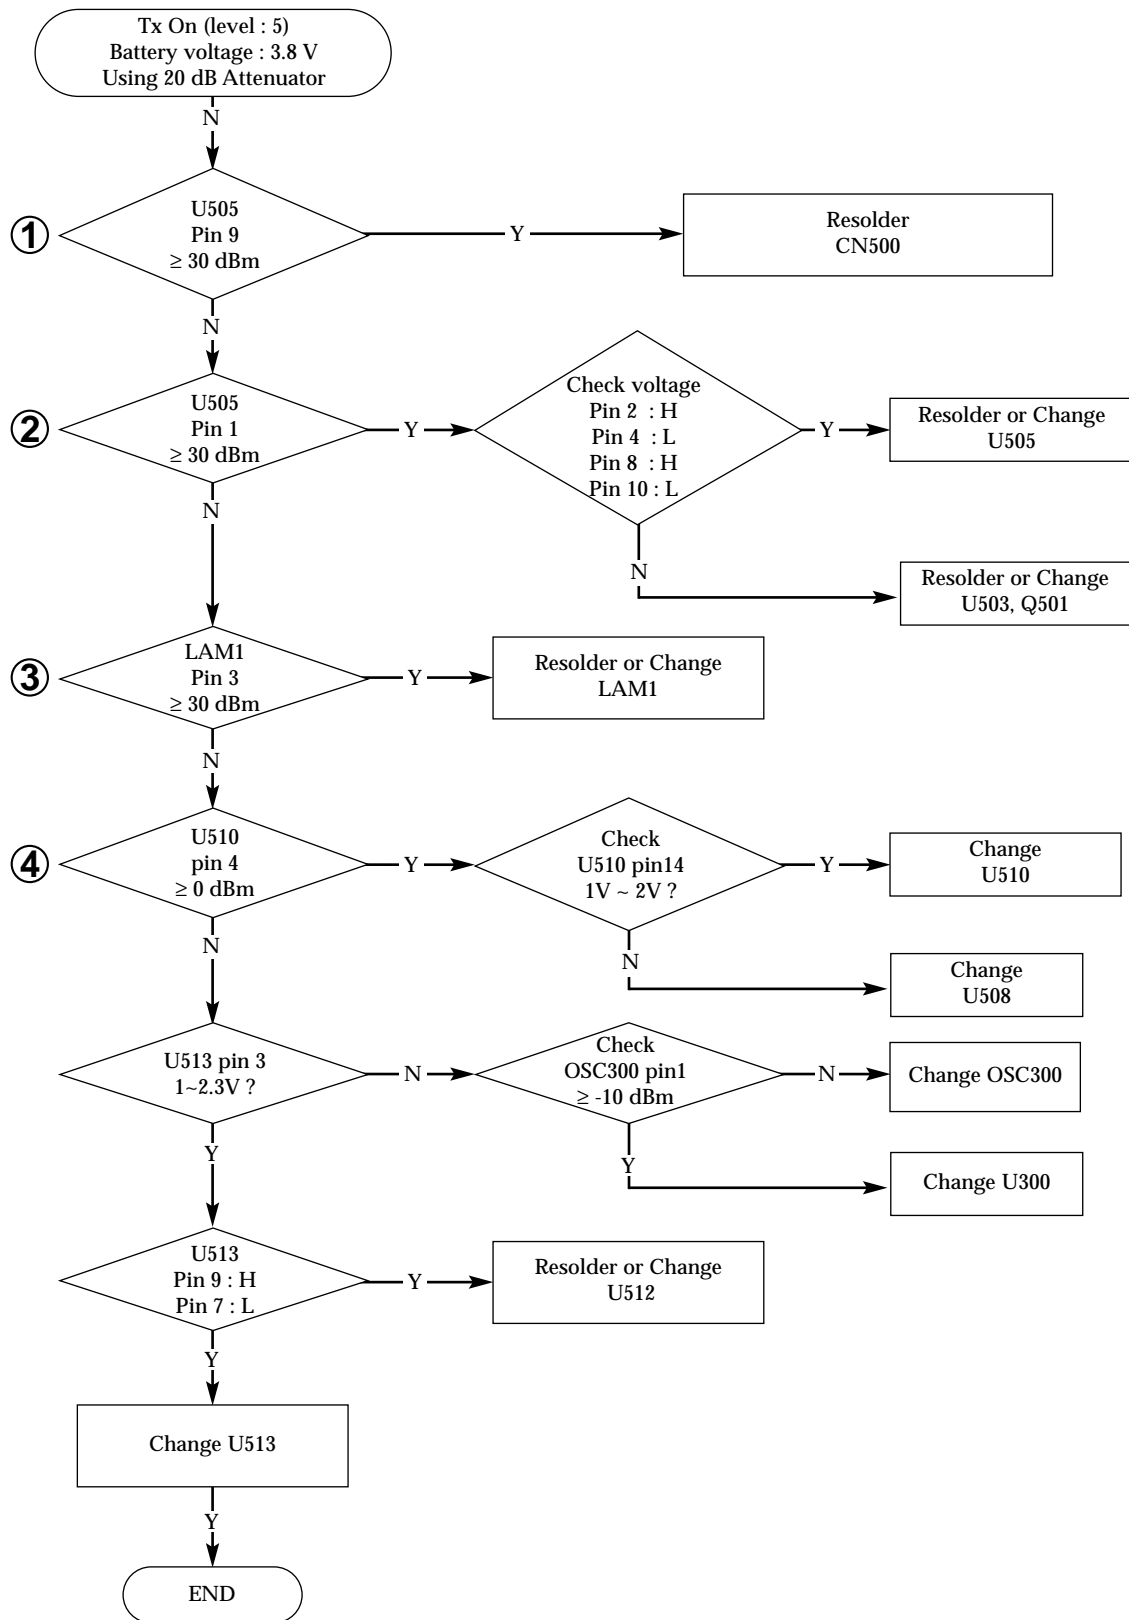 Tx On (level : 5)
Battery voltage : 3.8 V
Using 20 dB Attenuator
N
1
U505
Pin 9
≥ 30 dBm
Y
Resolder
CN500
N
2
U505
Pin 1
≥ 30 dBm
Y
Check voltage
Pin 2 : H
Pin 4 : L
Pin 8 : H
Pin 10 : L
Y
Resolder or Change
U505
N
N
Resolder or Change
U503, Q501
3
LAM1
Pin 3
≥ 30 dBm
Y
Resolder or Change
LAM1
N
4
U510
pin 4
≥ 0 dBm
Y
Check
U510 pin14
1V ~ 2V ?
Y
Change
U510
N
N
Change
U508
U513 pin 3
1~2.3V ?
N
Check
OSC300 pin1
≥ -10 dBm
N
Change OSC300
Y
Y
Change U300
U513
Pin 9 : H
Pin 7 : L
Y
Resolder or Change
U512
Y
Change U513
Y
END